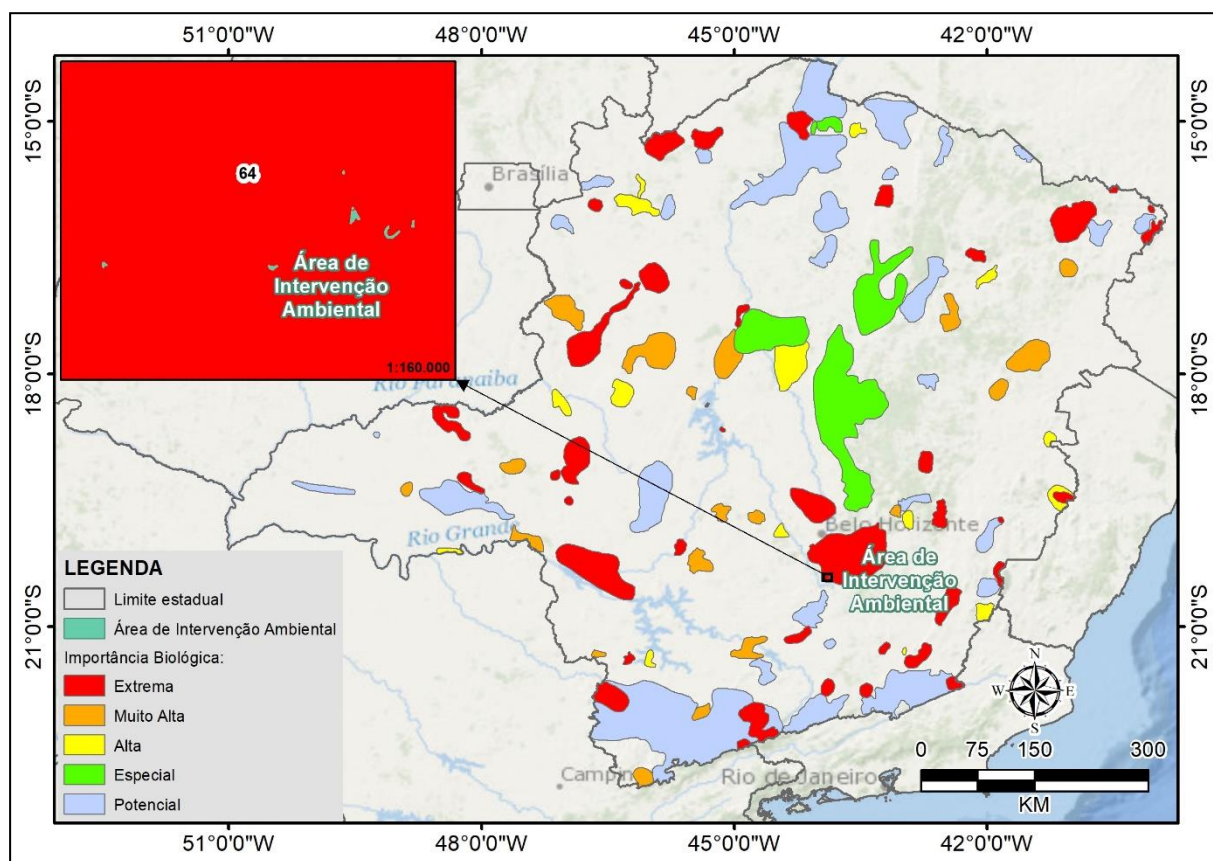 51°0'0"W 48°0'0"W 45°0'0"W 42°0'0"W
15°0'0"S
15°0'0"S
18°0'0"S
18°0'0"S
21°0'0"S
21°0'0"S
64
Área de
Intervenção
Ambiental
1:160.000
Brasília
Rio Paranaiba
Rio Grande
Belo Horizonte
Área de
Intervenção
Ambiental
Campin
Rio de Janeiro
LEGENDA
Limite estadual
Área de Intervenção Ambiental
Importância Biológica:
Extrema
Muito Alta
Alta
Especial
Potencial
N
W E
S
0 75 150 300
KM
51°0'0"W 48°0'0"W 45°0'0"W 42°0'0"W